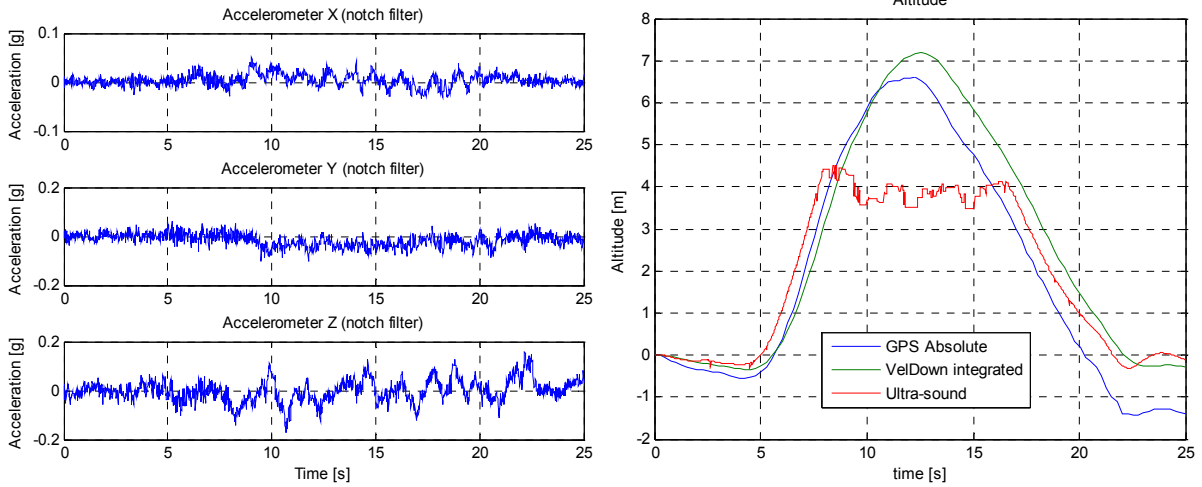 Accelerometer X (notch filter)
Acceleration [g]
0.1
0
-0.1
0 5 10 15 20 25
Accelerometer Y (notch filter)
Acceleration [g]
0.2
0
-0.2
0 5 10 15 20 25
Accelerometer Z (notch filter)
Acceleration [g]
0.2
0
-0.2
0 5 10 15 20 25
Time [s]
Altitude
Altitude [m]
8
7
6
5
4
3
2
1
0
-1
-2
0 5 10 15 20 25
time [s]
GPS Absolute
VelDown integrated
Ultra-sound